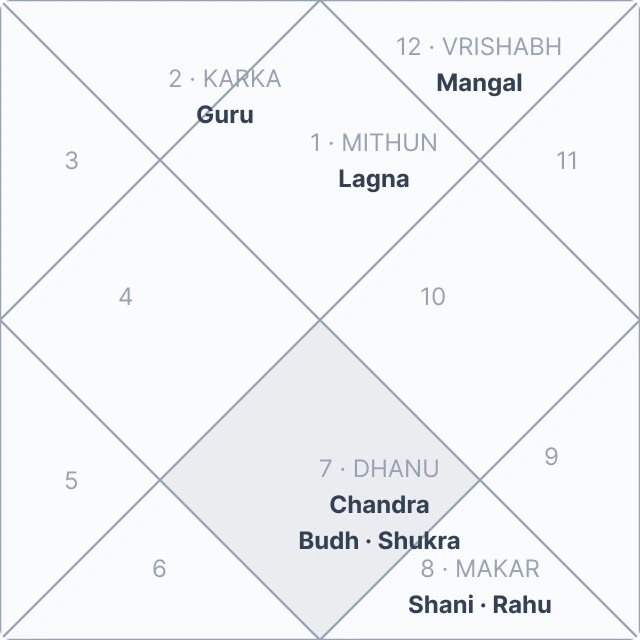 12 · VRISHABH
Mangal
2 · KARKA
Guru
1 · MITHUN
Lagna
3
11
4
10
7 · DHANU
Chandra
Budh · Shukra
9
5
6
8 · MAKAR
Shani · Rahu